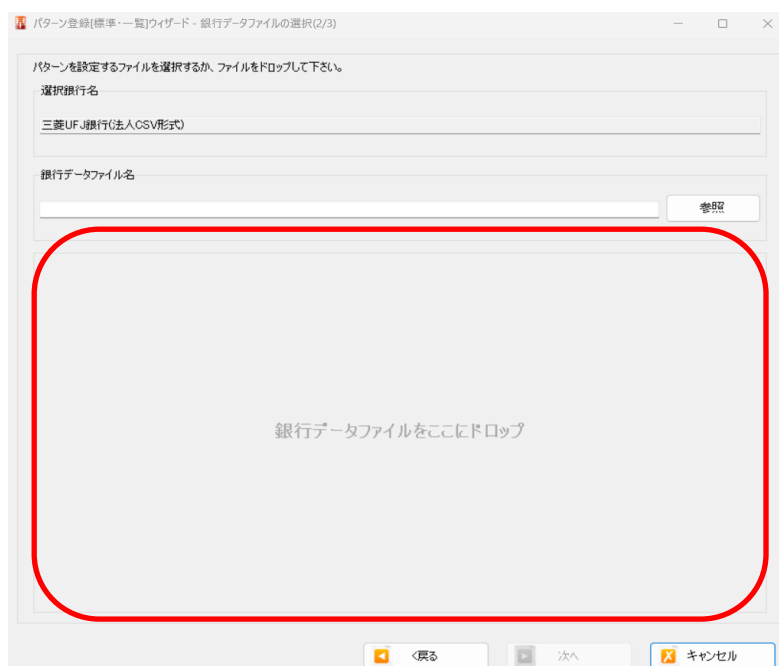 パターン登録[標準・一覧]ウィザード - 銀行データファイルの選択(2/3)
パターンを設定するファイルを選択するか、ファイルをドロップして下さい。
選択銀行名
三菱UFJ銀行(法人CSV形式)
銀行データファイル名
参照
銀行データファイルをここにドロップ
<戻る
次へ
キャンセル